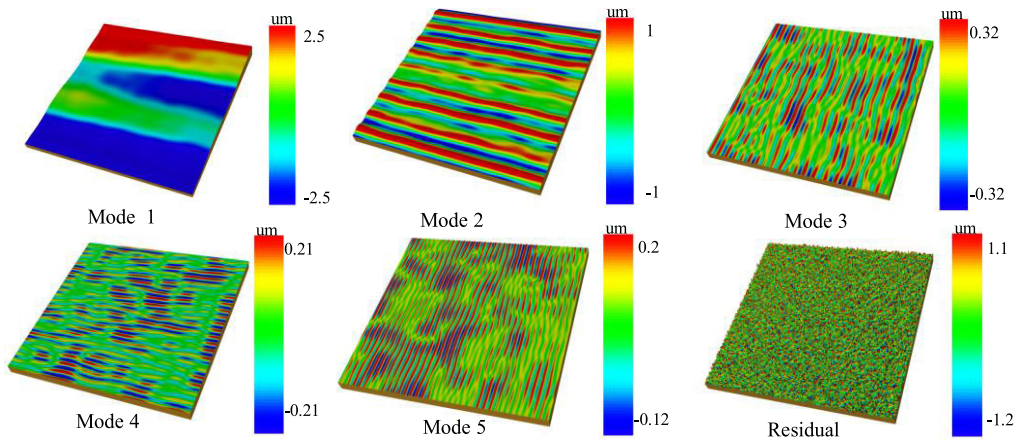 um
2.5
-2.5
Mode 1
um
1
-1
Mode 2
um
0.32
-0.32
Mode 3
um
0.21
-0.21
Mode 4
um
0.2
-0.12
Mode 5
um
1.1
-1.2
Residual